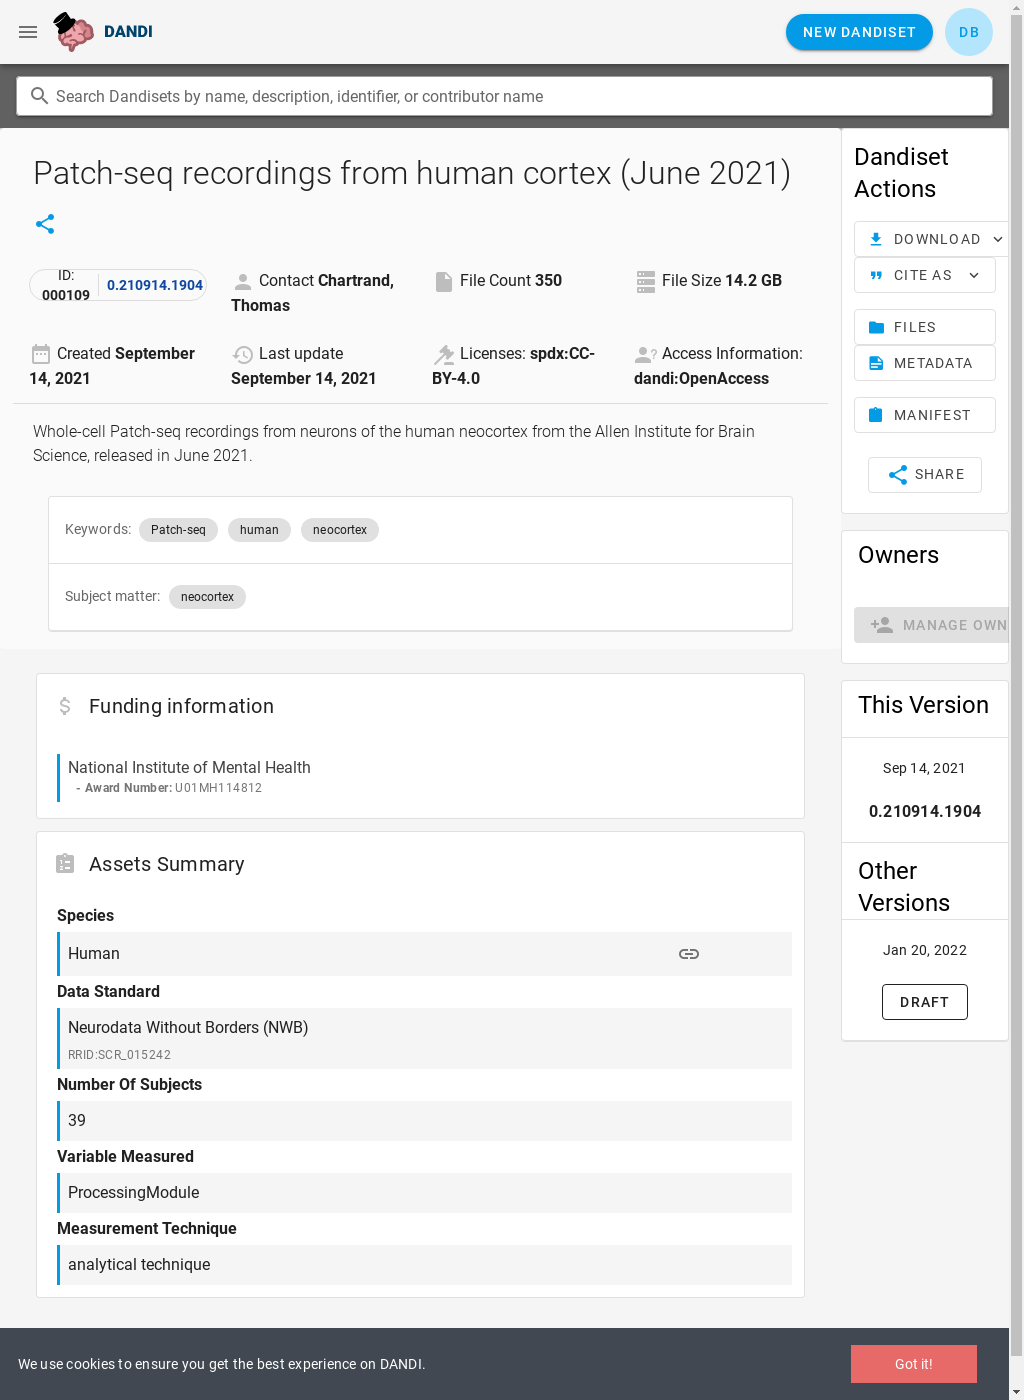 DANDI
NEW DANDISET
DB
Search Dandisets by name, description, identifier, or contributor name
Patch-seq recordings from human cortex (June 2021)
ID:
000109
0.210914.1904
Contact Chartrand,
Thomas
File Count 350
File Size 14.2 GB
Created September
14, 2021
Last update
September 14, 2021
Licenses: spdx:CC-
BY-4.0
Access Information:
dandi:OpenAccess
Whole-cell Patch-seq recordings from neurons of the human neocortex from the Allen Institute for Brain
Science, released in June 2021.
Keywords: Patch-seq human neocortex
Subject matter: neocortex
Funding information
National Institute of Mental Health
- Award Number: U01MH114812
Assets Summary
Species
Human
Data Standard
Neurodata Without Borders (NWB)
RRID:SCR_015242
Number Of Subjects
39
Variable Measured
ProcessingModule
Measurement Technique
analytical technique
Dandiset
Actions
DOWNLOAD
CITE AS
FILES
METADATA
MANIFEST
SHARE
Owners
MANAGE OWN
This Version
Sep 14, 2021
0.210914.1904
Other
Versions
Jan 20, 2022
DRAFT
We use cookies to ensure you get the best experience on DANDI.
Got it!